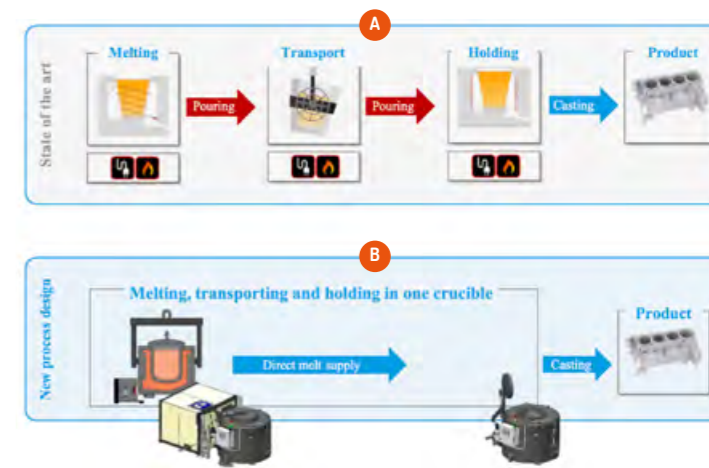 A
State of the art
Melting
Transport
Holding
Product
Pouring
Pouring
Casting
B
New process design
Melting, transporting and holding in one crucible
Product
Direct melt supply
Casting